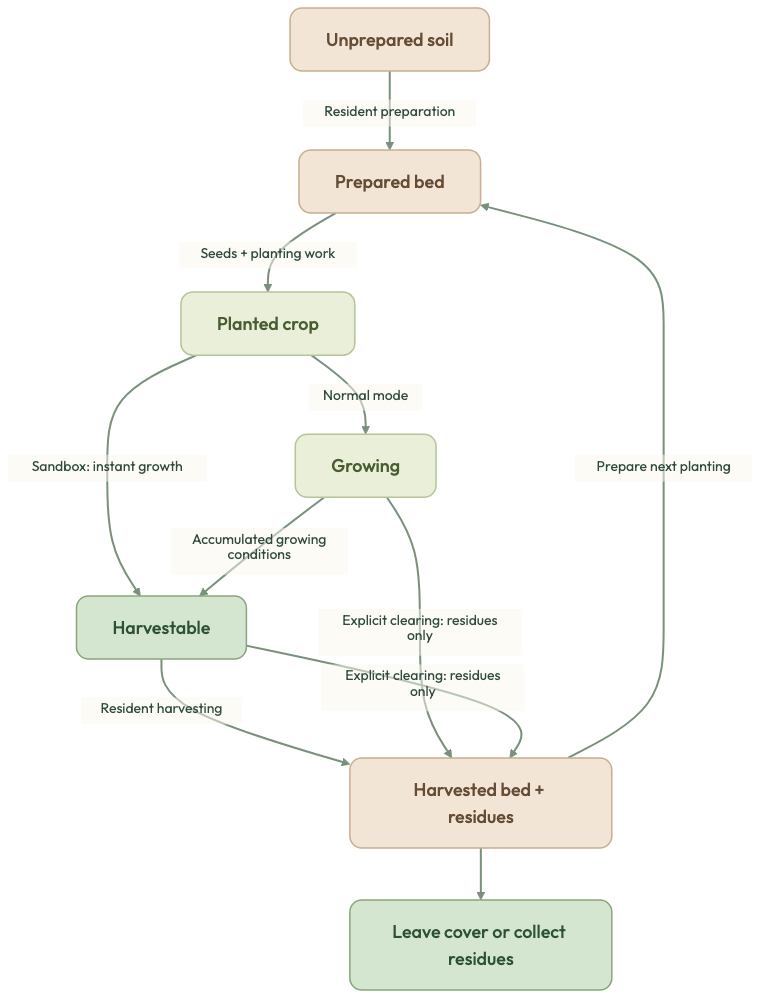 Unprepared soil
Resident preparation
Prepared bed
Seeds + planting work
Planted crop
Normal mode
Sandbox: instant growth
Growing
Prepare next planting
Accumulated growing
conditions
Harvestable
Explicit clearing: residues
only
Explicit clearing: residues
only
Resident harvesting
Harvested bed +
residues
Leave cover or collect
residues